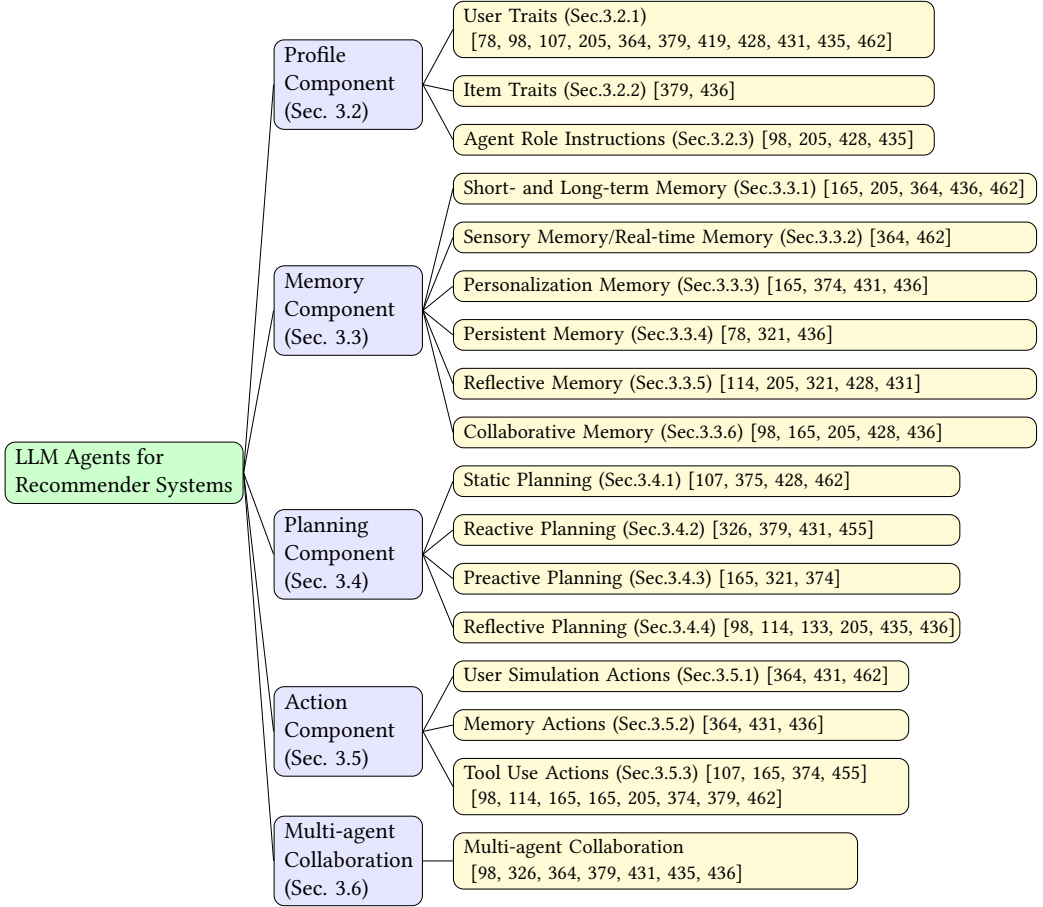 LLM Agents for
Recommender Systems
Profile
Component
(Sec. 3.2)
User Traits (Sec.3.2.1)
[78, 98, 107, 205, 364, 379, 419, 428, 431, 435, 462]
Item Traits (Sec.3.2.2) [379, 436]
Agent Role Instructions (Sec.3.2.3) [98, 205, 428, 435]
Memory
Component
(Sec. 3.3)
Short- and Long-term Memory (Sec.3.3.1) [165, 205, 364, 436, 462]
Sensory Memory/Real-time Memory (Sec.3.3.2) [364, 462]
Personalization Memory (Sec.3.3.3) [165, 374, 431, 436]
Persistent Memory (Sec.3.3.4) [78, 321, 436]
Reflective Memory (Sec.3.3.5) [114, 205, 321, 428, 431]
Collaborative Memory (Sec.3.3.6) [98, 165, 205, 428, 436]
Planning
Component
(Sec. 3.4)
Static Planning (Sec.3.4.1) [107, 375, 428, 462]
Reactive Planning (Sec.3.4.2) [326, 379, 431, 455]
Preactive Planning (Sec.3.4.3) [165, 321, 374]
Reflective Planning (Sec.3.4.4) [98, 114, 133, 205, 435, 436]
Action
Component
(Sec. 3.5)
User Simulation Actions (Sec.3.5.1) [364, 431, 462]
Memory Actions (Sec.3.5.2) [364, 431, 436]
Tool Use Actions (Sec.3.5.3) [107, 165, 374, 455]
[98, 114, 165, 165, 205, 374, 379, 462]
Multi-agent
Collaboration
(Sec. 3.6)
Multi-agent Collaboration
[98, 326, 364, 379, 431, 435, 436]